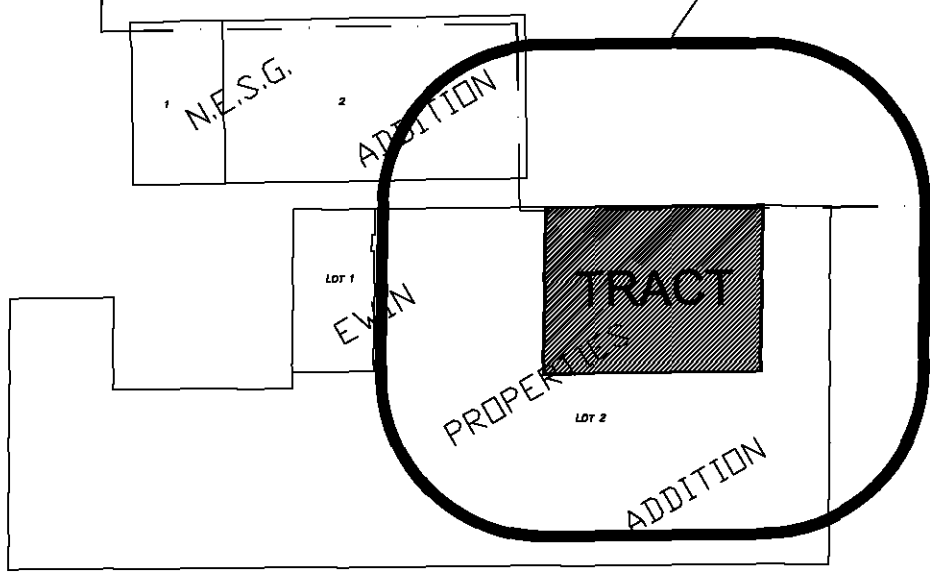 1
N.E.S.G.
2
ADDITION
LOT 1
EWIN
TRACT
PROPERTIES
LOT 2
ADDITION